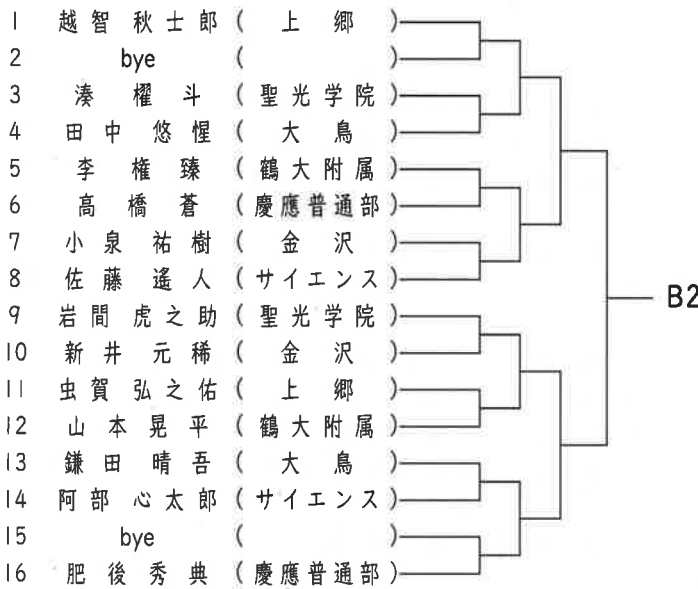 1 越智 秋士郎 ( 上 郷 )
2 bye ( )
3 湊 櫂 斗 ( 聖光学院 )
4 田中 悠惺 ( 大 鳥 )
5 李 権 臻 ( 鶴大附属 )
6 高 橋 蒼 ( 慶應普通部 )
7 小泉 祐樹 ( 金 沢 )
8 佐藤 遙人 ( サイエンス )
9 岩間 虎之助 ( 聖光学院 )
10 新井 元稀 ( 金 沢 )
11 虫賀 弘之佑 ( 上 郷 )
12 山本 晃平 ( 鶴大附属 )
13 鎌田 晴吾 ( 大 鳥 )
14 阿部 心太郎 ( サイエンス )
15 bye ( )
16 肥後 秀典 ( 慶應普通部 )
B2